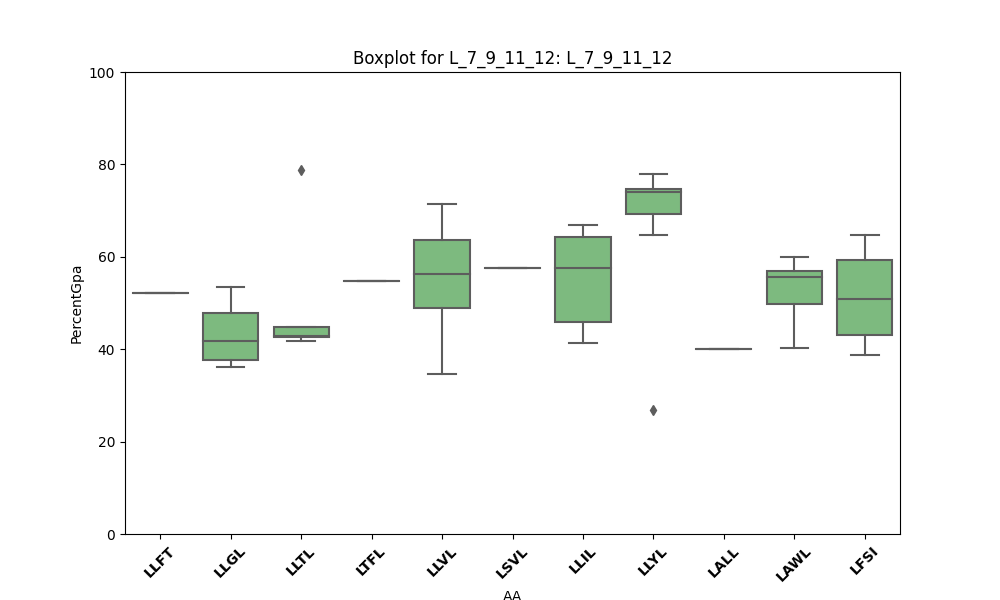 Boxplot for L_7_9_11_12: L_7_9_11_12
100
80
60
40
20
0
PercentGpa
LLFT
LLGL
LLTL
LTFL
LLVL
LSVL
LLIL
LLYL
LALL
LAWL
LFSI
AA